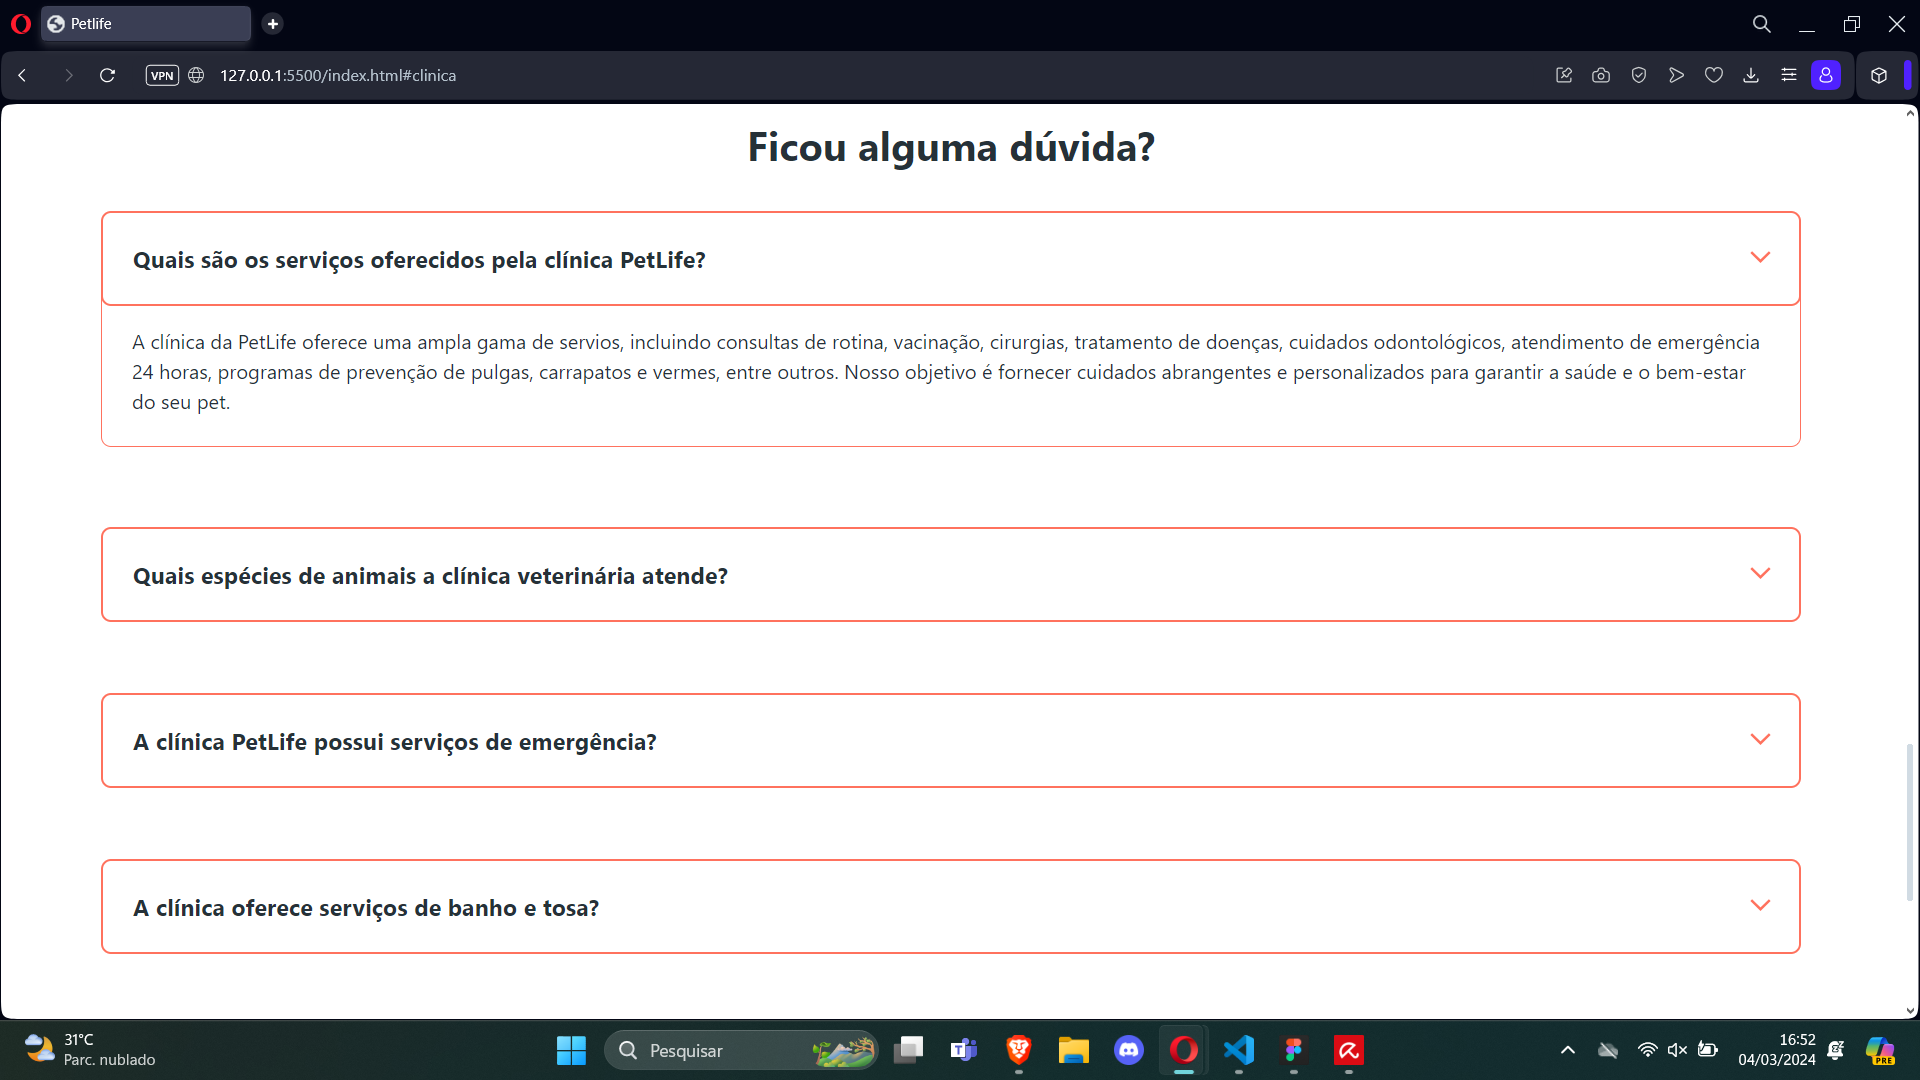 Petlife
VPN
127.0.0.1:5500/index.html#clinica
Ficou alguma dúvida?
Quais são os serviços oferecidos pela clínica PetLife?
A clínica da PetLife oferece uma ampla gama de servios, incluindo consultas de rotina, vacinação, cirurgias, tratamento de doenças, cuidados odontológicos, atendimento de emergência
24 horas, programas de prevenção de pulgas, carrapatos e vermes, entre outros. Nosso objetivo é fornecer cuidados abrangentes e personalizados para garantir a saúde e o bem-estar
do seu pet.
Quais espécies de animais a clínica veterinária atende?
A clínica PetLife possui serviços de emergência?
A clínica oferece serviços de banho e tosa?
31°C
Parc. nublado
Pesquisar
16:52
04/03/2024
PRE